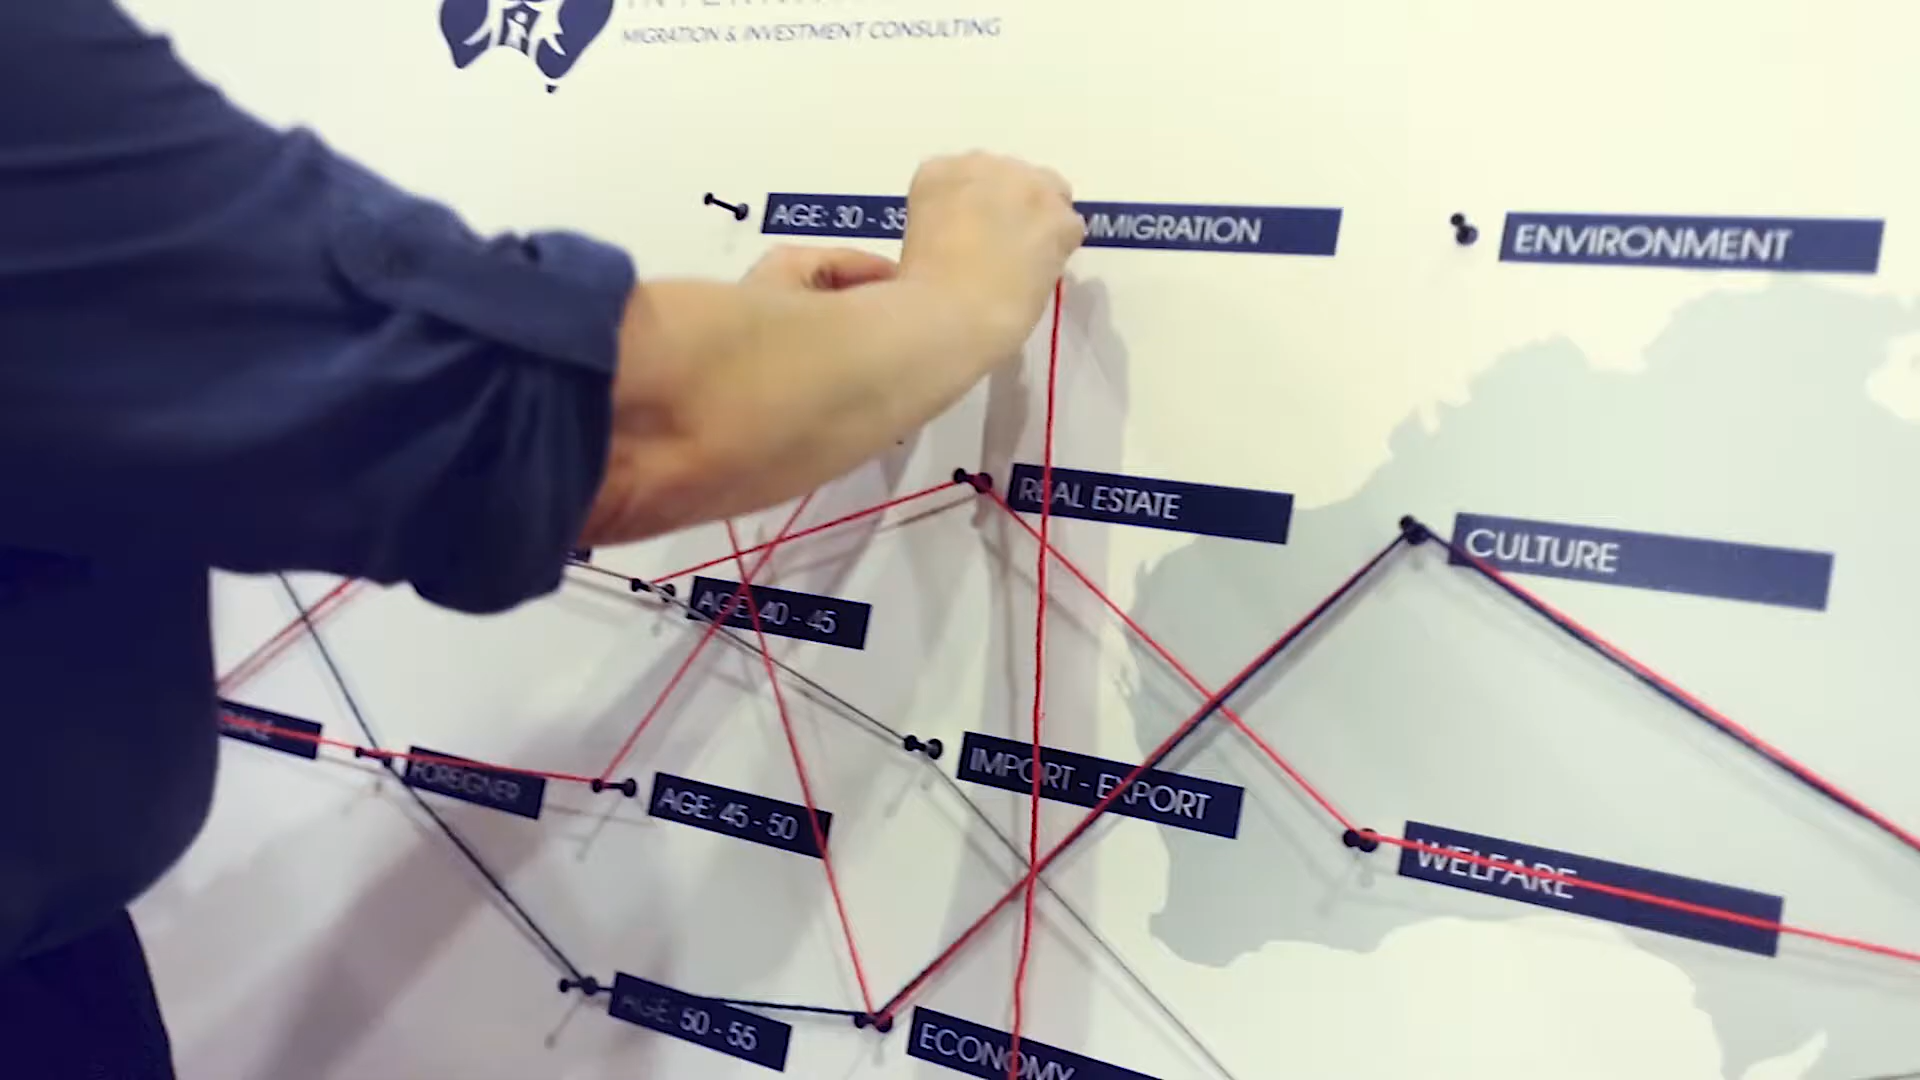 MIGRATION & INVESTMENT CONSULTING
AGE: 30 - 35
MMIGRATION
ENVIRONMENT
REAL ESTATE
CULTURE
AGE: 40 - 45
IMPORT - EXPORT
FOREIGNER
AGE: 45 - 50
WELFARE
AGE: 50 - 55
ECONOMY